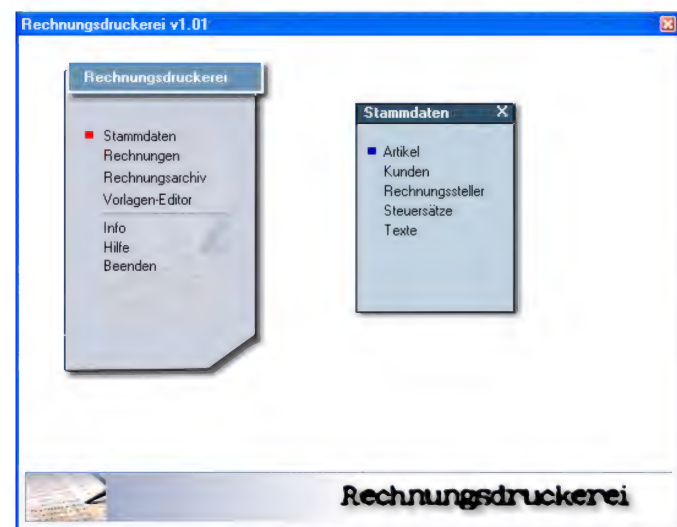 Rechnungsdruckerei v1.01
Rechnungsdruckerei
Stammdaten
Rechnungen
Rechnungsarchiv
Vorlagen-Editor
Info
Hilfe
Beenden
Stammdaten X
Artikel
Kunden
Rechnungssteller
Steuersätze
Texte
Rechnungsdruckerei